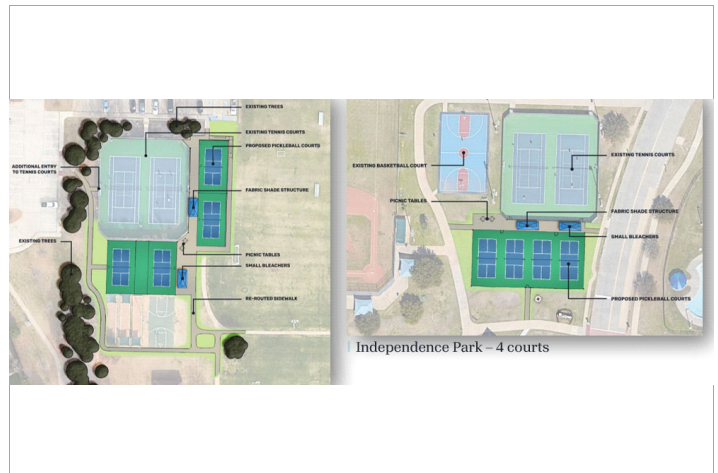 EXISTING TREES
EXISTING TENNIS COURTS
PROPOSED PICKLEBALL COURTS
ADDITIONAL ENTRY
TO TENNIS COURTS
FABRIC SHADE STRUCTURE
EXISTING TREES
PICNIC TABLES
SMALL BLEACHERS
RE-ROUTED SIDEWALK
EXISTING BASKETBALL COURT
EXISTING TENNIS COURTS
PICNIC TABLES
FABRIC SHADE STRUCTURE
SMALL BLEACHERS
PROPOSED PICKLEBALL COURTS
Independence Park – 4 courts